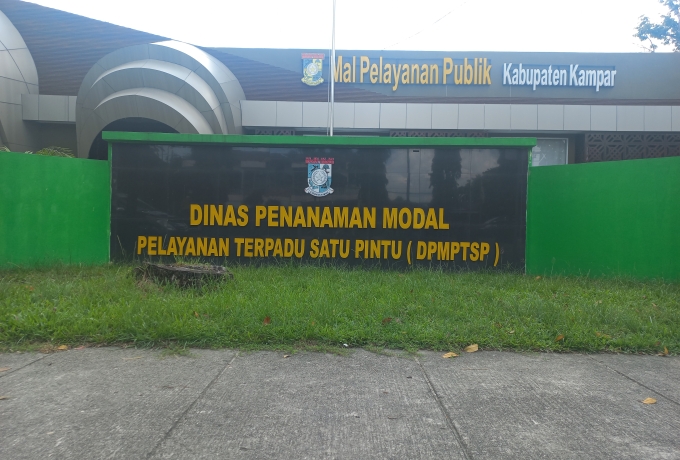 Mal Pelayanan Publik Kabupaten Kampar
DINAS PENANAMAN MODAL
PELAYANAN TERPADU SATU PINTU ( DPMPTSP )